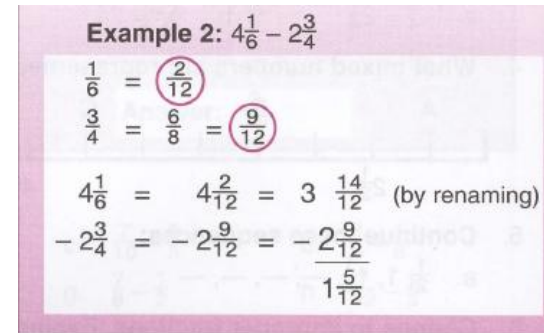 Example 2: 4 1/6 − 2 3/4
1/6 = 2/12
3/4 = 6/8 = 9/12
4 1/6 = 4 2/12 = 3 14/12 (by renaming)
− 2 3/4 = − 2 9/12 = − 2 9/12
1 5/12